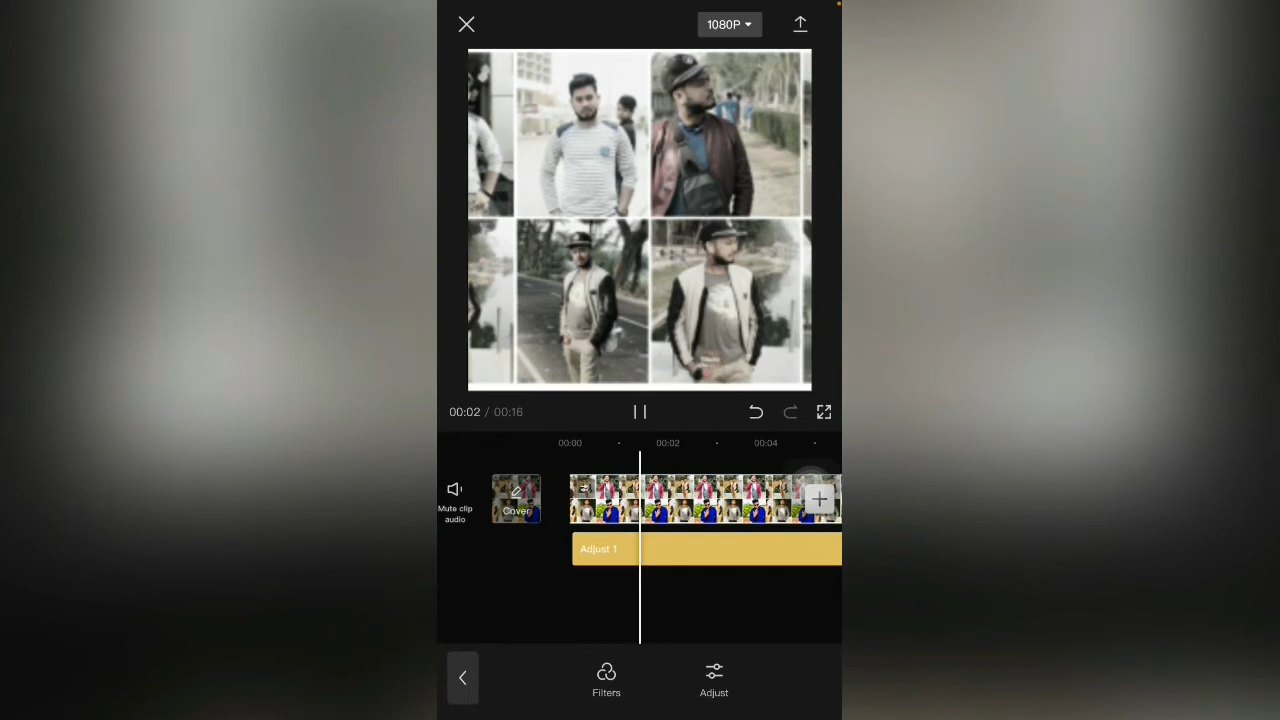 1080P
00:02 / 00:16
00:00
00:02
00:04
Mute clip
audio
Cover
Adjust 1
Filters
Adjust